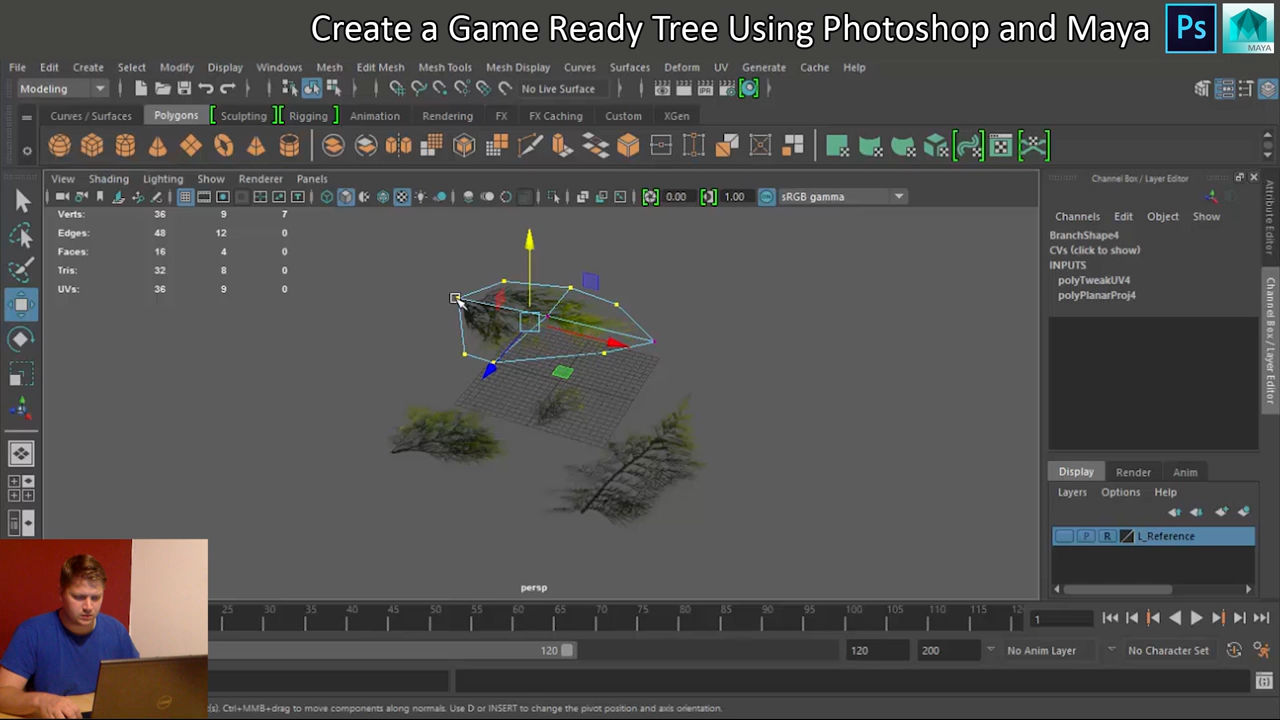 Create a Game Ready Tree Using Photoshop and Maya
Ps
MAYA
File Edit Create Select Modify Display Windows Mesh Edit Mesh Mesh Tools Mesh Display Curves Surfaces Deform UV Generate Cache Help
Modeling
No Live Surface
Curves / Surfaces Polygons Sculpting Rigging Animation Rendering FX FX Caching Custom XGen
View Shading Lighting Show Renderer Panels
Channel Box / Layer Editor
0.00 1.00 sRGB gamma
Verts: 36 9 7
Edges: 48 12 0
Faces: 16 4 0
Tris: 32 8 0
UVs: 36 9 0
Channels Edit Object Show
BranchShape4
CVs (click to show)
INPUTS
polyTweakUV4
polyPlanarProj4
Attribute Editor
Channel Box / Layer Editor
Display Render Anim
Layers Options Help
P R L_Reference
persp
25 30 35 40 45 50 55 60 65 70 75 80 85 90 95 100 105 110 115 12
1
120
120 200 No Anim Layer No Character Set
Ctrl+MMB+drag to move components along normals. Use D or INSERT to change the pivot position and axis orientation.